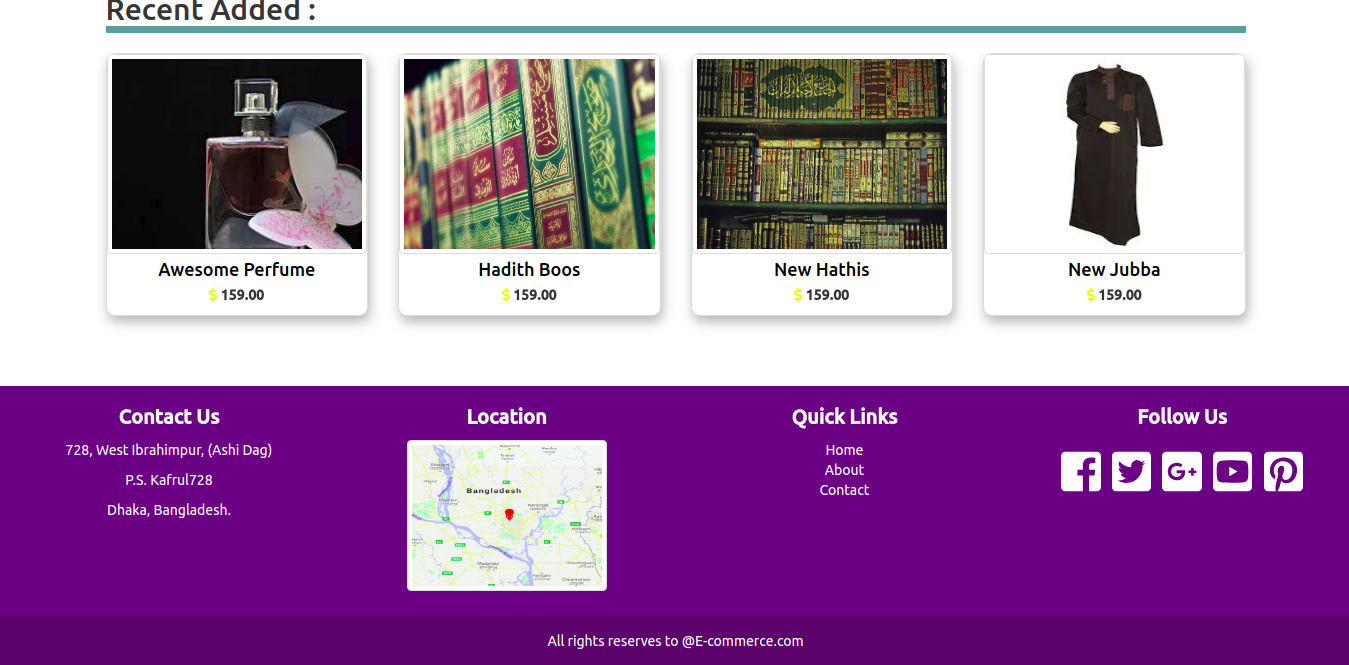 Recent Added :
Awesome Perfume
$ 159.00
Hadith Boos
$ 159.00
New Hathis
$ 159.00
New Jubba
$ 159.00
Contact Us
728, West Ibrahimpur, (Ashi Dag)
P.S. Kafrul728
Dhaka, Bangladesh.
Location
Bangladesh
Quick Links
Home
About
Contact
Follow Us
All rights reserves to @E-commerce.com